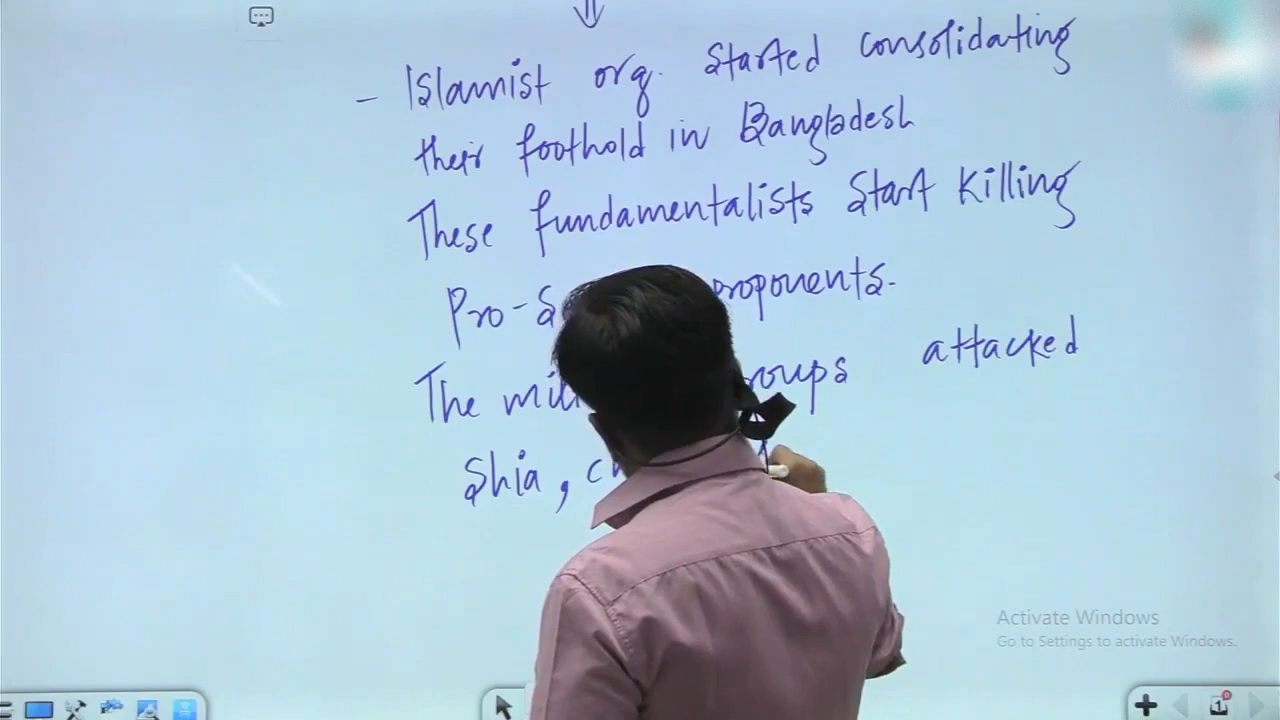 ⇓
- Islamist org. started consolidating
their foothold in Bangladesh
These fundamentalists start killing
Pro- proponents.
The attacked
Shia,
Activate Windows
Go to Settings to activate Windows.